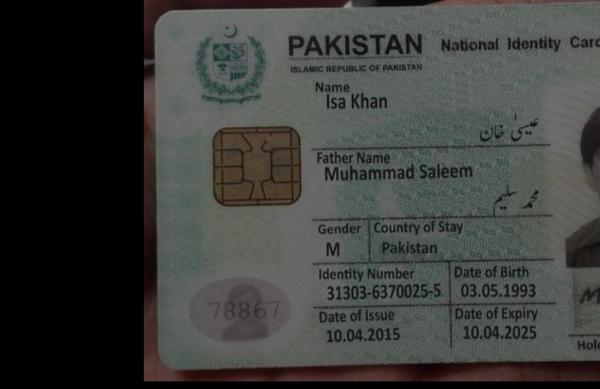 PAKISTAN National Identity Card
ISLAMIC REPUBLIC OF PAKISTAN
Name
Isa Khan
عیسیٰ خان
Father Name
Muhammad Saleem
محمد سلیم
Gender Country of Stay
M Pakistan
Identity Number Date of Birth
31303-6370025-5 03.05.1993
78867
Date of Issue Date of Expiry
10.04.2015 10.04.2025